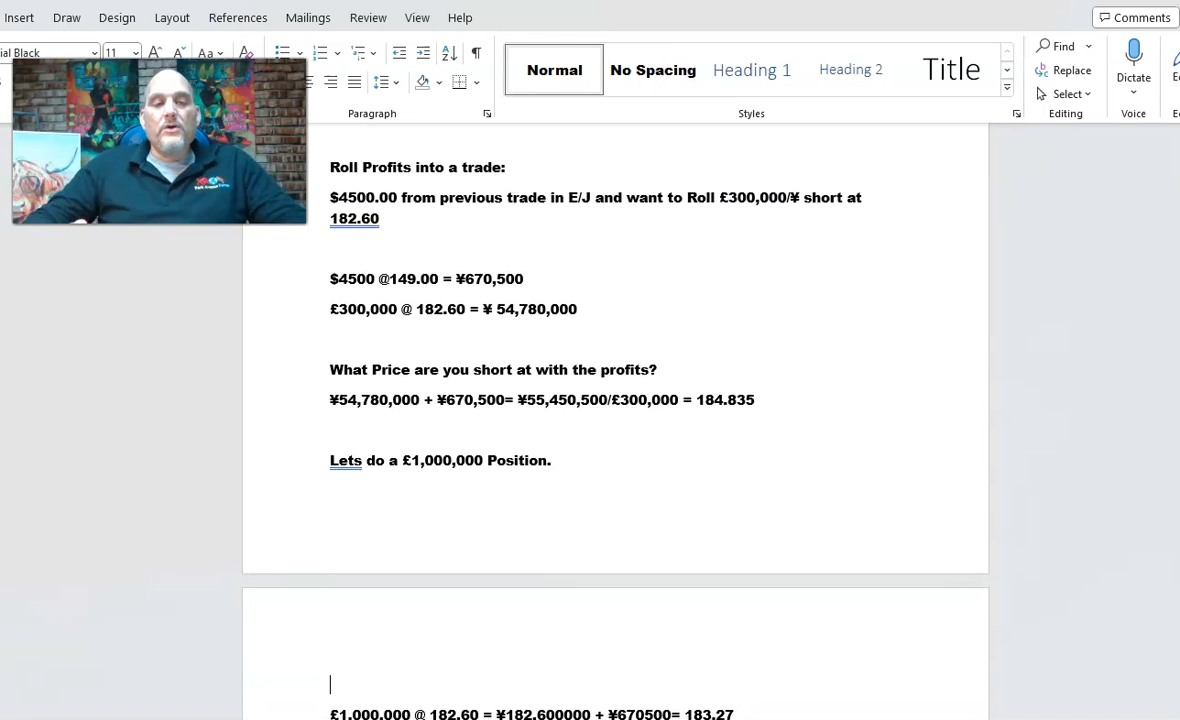 Insert Draw Design Layout References Mailings Review View Help
Comments
ial Black 11 Aa
Normal No Spacing Heading 1 Heading 2 Title
Find
Replace
Select
Dictate
Paragraph Styles Editing Voice
Roll Profits into a trade:
$4500.00 from previous trade in E/J and want to Roll £300,000/¥ short at
182.60
$4500 @149.00 = ¥670,500
£300,000 @ 182.60 = ¥ 54,780,000
What Price are you short at with the profits?
¥54,780,000 + ¥670,500= ¥55,450,500/£300,000 = 184.835
Lets do a £1,000,000 Position.
£1,000,000 @ 182.60 = ¥182,600000 + ¥670500= 183.27